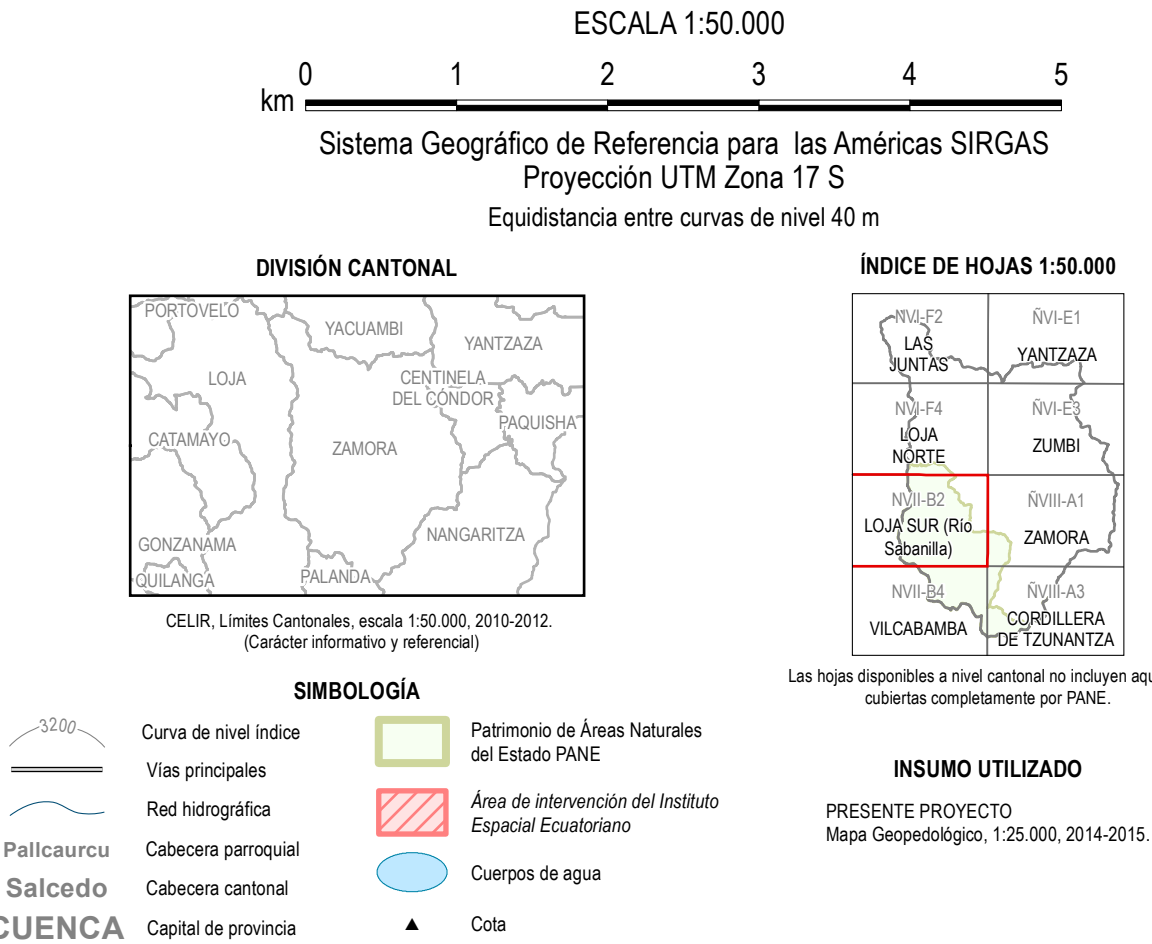 ESCALA 1:50.000
0 1 2 3 4 5
km
Sistema Geográfico de Referencia para las Américas SIRGAS
Proyección UTM Zona 17 S
Equidistancia entre curvas de nivel 40 m
DIVISIÓN CANTONAL
PORTOVELO
YACUAMBI
YANTZAZA
LOJA
CENTINELA
DEL CÓNDOR
PAQUISHA
CATAMAYO
ZAMORA
NANGARITZA
GONZANAMA
QUILANGA
PALANDA
CELIR, Límites Cantonales, escala 1:50.000, 2010-2012.
(Carácter informativo y referencial)
ÍNDICE DE HOJAS 1:50.000
NVI-F2
LAS
JUNTAS
ÑVI-E1
YANTZAZA
NVI-F4
LOJA
NORTE
ÑVI-E3
ZUMBI
NVII-B2
LOJA SUR (Río
Sabanilla)
ÑVIII-A1
ZAMORA
NVII-B4
VILCABAMBA
ÑVIII-A3
CORDILLERA
DE TZUNANTZA
Las hojas disponibles a nivel cantonal no incluyen aqu
cubiertas completamente por PANE.
SIMBOLOGÍA
3200
Curva de nivel índice
Vías principales
Red hidrográfica
Pallcaurcu Cabecera parroquial
Salcedo Cabecera cantonal
CUENCA Capital de provincia
Patrimonio de Áreas Naturales
del Estado PANE
Área de intervención del Instituto
Espacial Ecuatoriano
Cuerpos de agua
Cota
INSUMO UTILIZADO
PRESENTE PROYECTO
Mapa Geopedológico, 1:25.000, 2014-2015.